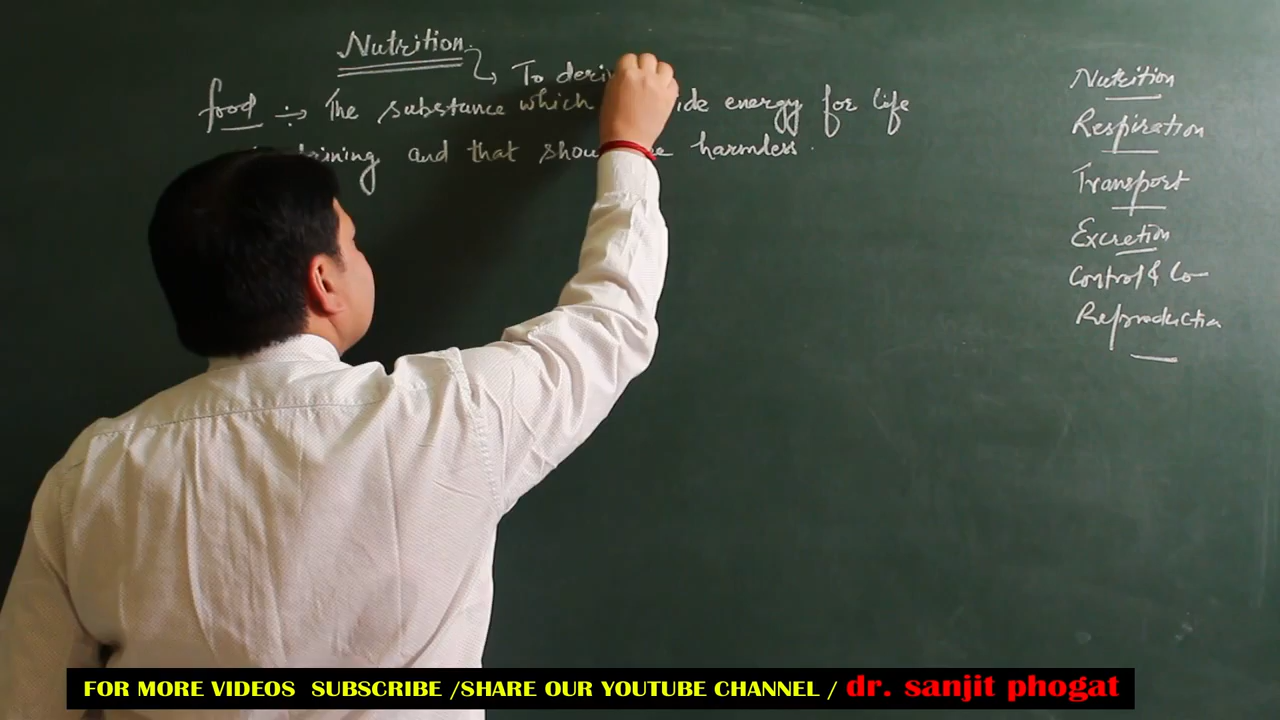 Nutrition
To deri
food :- The substance which ide energy for life
ining and that shou harmless.
Nutrition
Respiration
Transport
Excretion
Control & Co
Reproduction
FOR MORE VIDEOS SUBSCRIBE /SHARE OUR YOUTUBE CHANNEL / dr. sanjit phogat